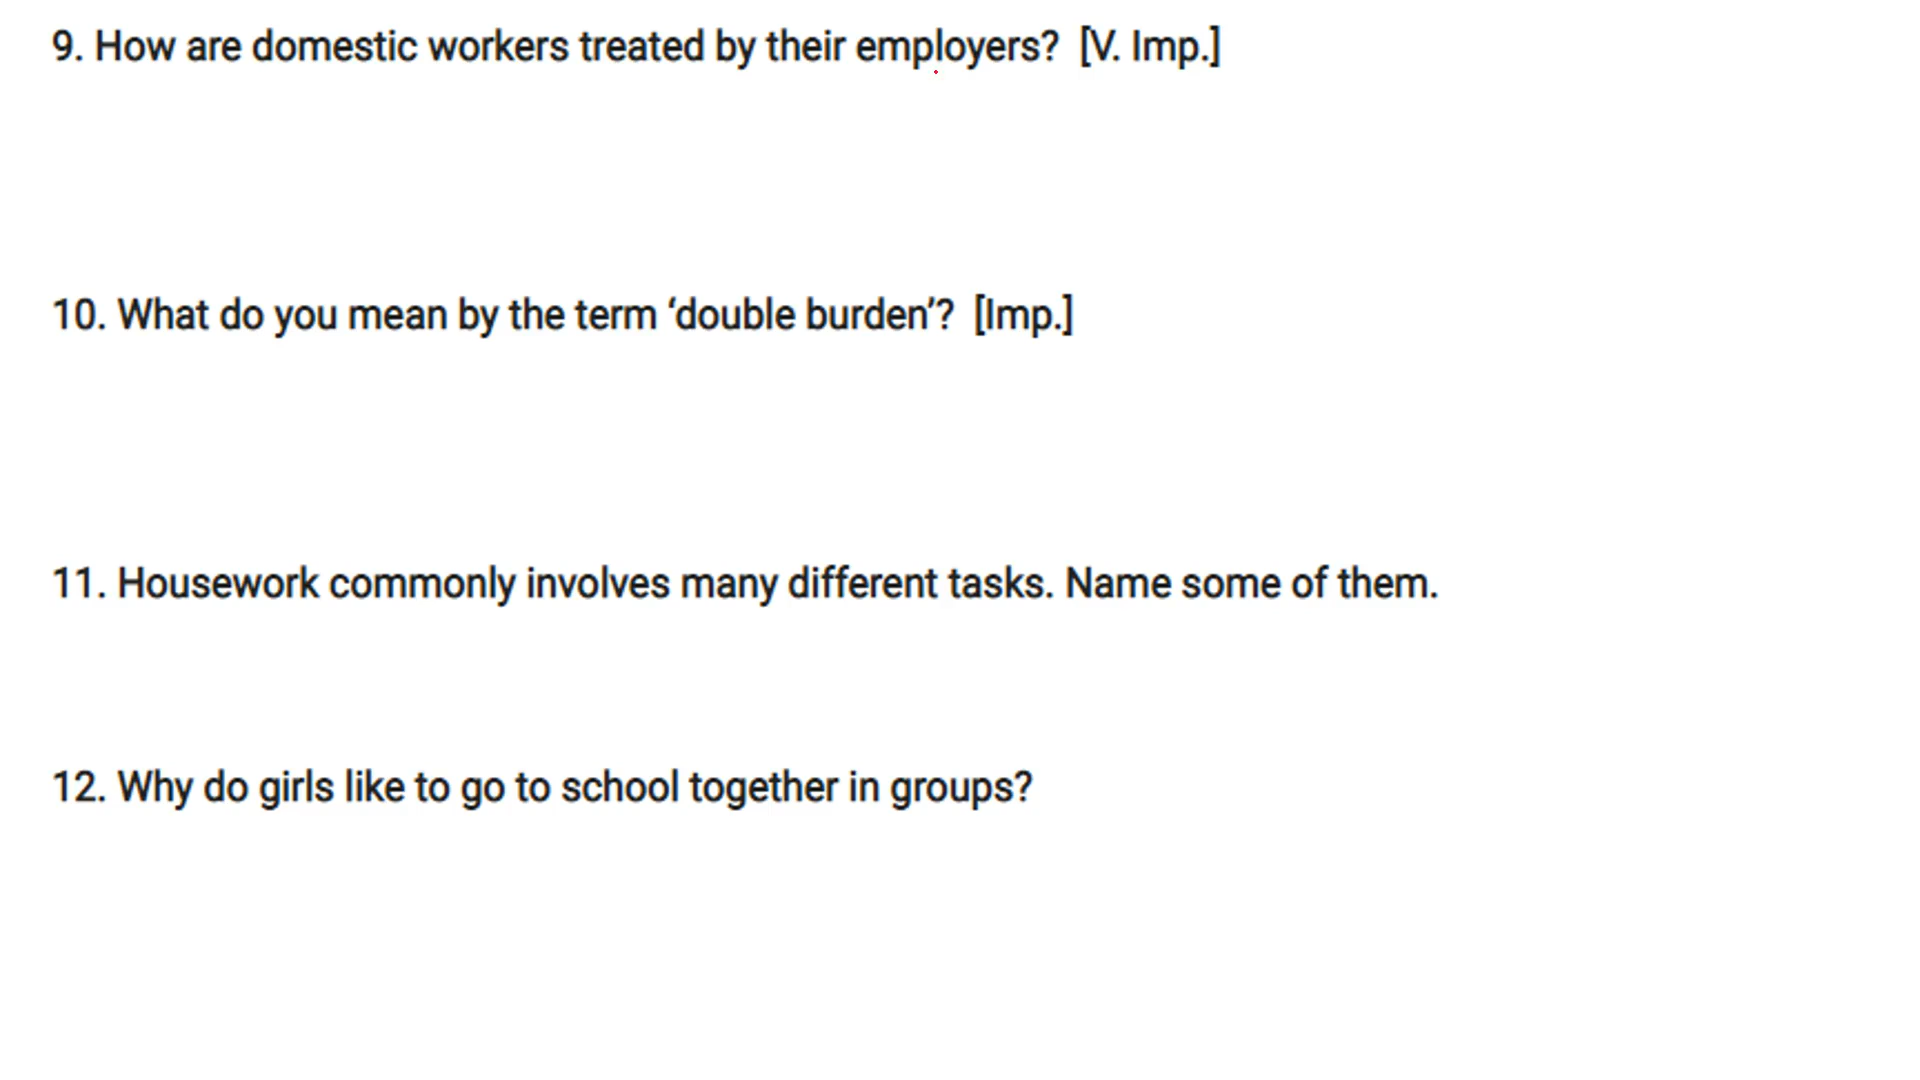 9. How are domestic workers treated by their employers? [V. Imp.]
10. What do you mean by the term ‘double burden’? [Imp.]
11. Housework commonly involves many different tasks. Name some of them.
12. Why do girls like to go to school together in groups?